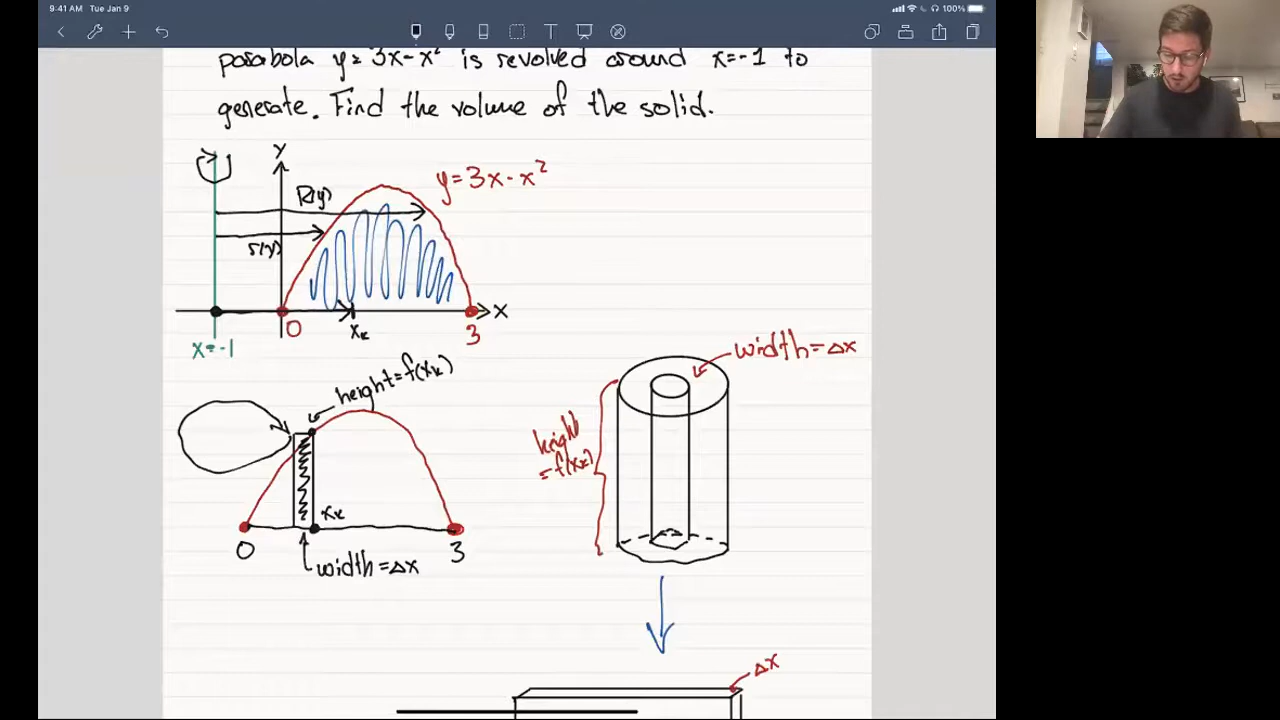 9:41 AM Tue Jan 9
100%
parabola y = 3x-x² is revolved around x=-1 to
generate. Find the volume of the solid.
y
y=3x-x²
R(y)
r(y)
x
0
xₖ
3
x=-1
height=f(xₖ)
width=Δx
height
=f(xₖ)
xₖ
0
3
width=Δx
Δx